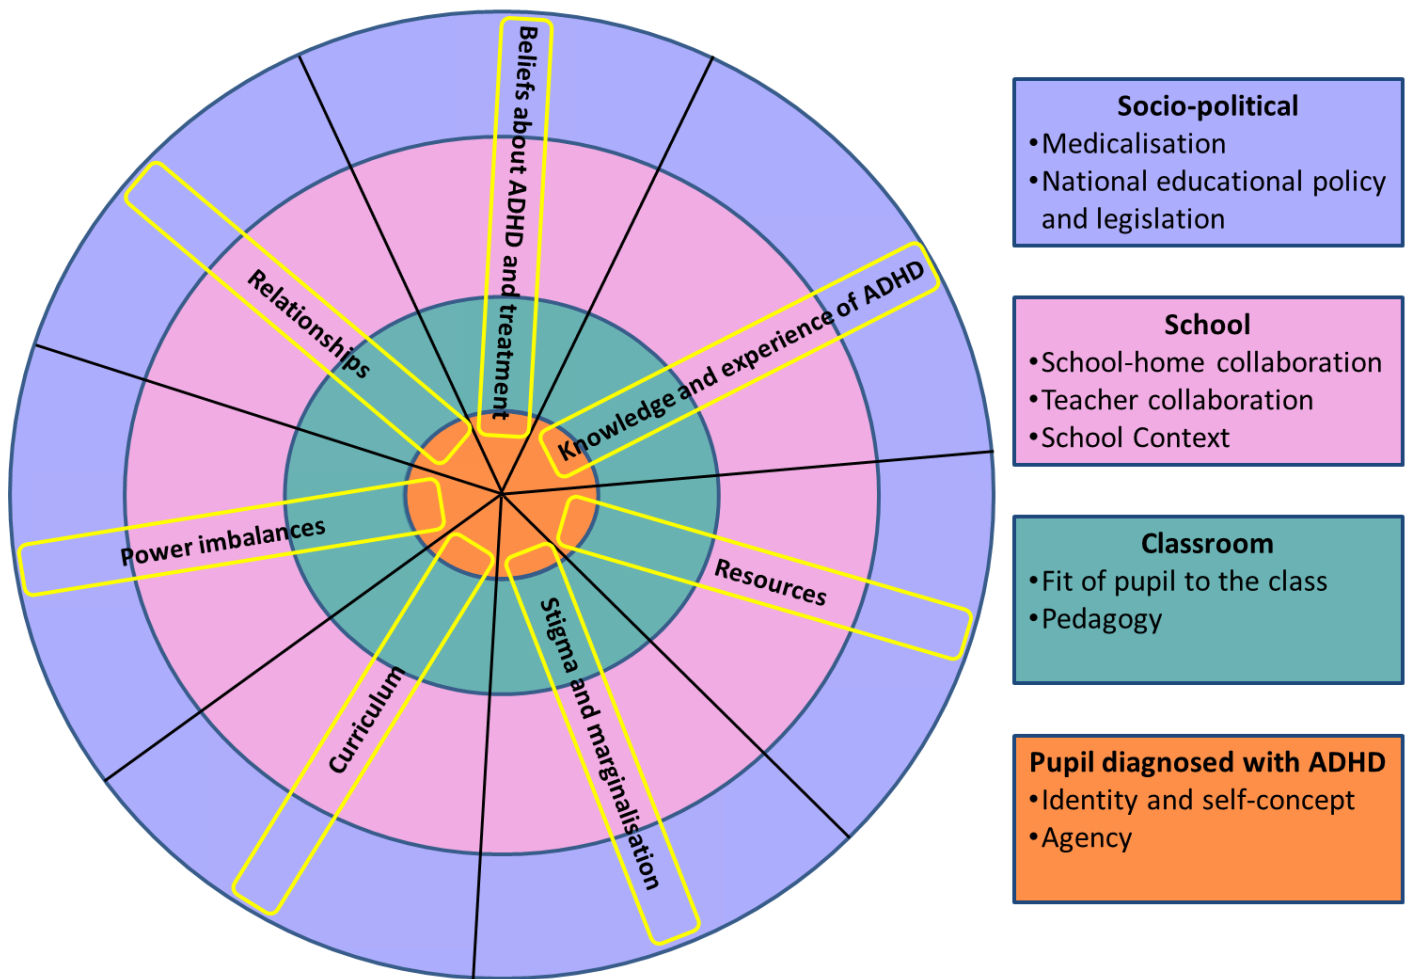 Beliefs about ADHD and treatment
Knowledge and experience of ADHD
Resources
Stigma and marginalisation
Curriculum
Power imbalances
Relationships
Socio-political
•Medicalisation
•National educational policy
and legislation
School
•School-home collaboration
•Teacher collaboration
•School Context
Classroom
•Fit of pupil to the class
•Pedagogy
Pupil diagnosed with ADHD
•Identity and self-concept
•Agency